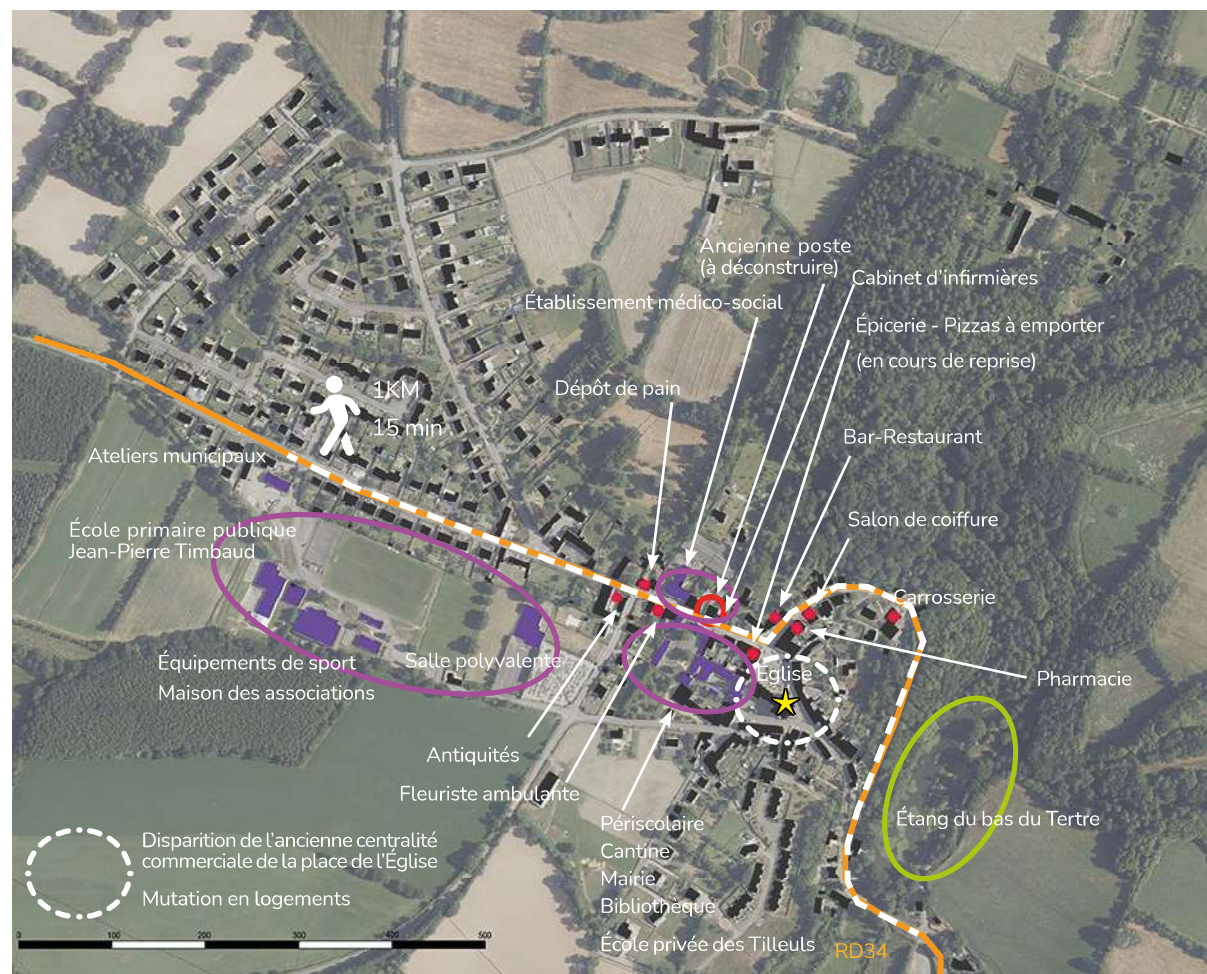 Ancienne poste
(à déconstruire)
Cabinet d'infirmières
Établissement médico-social
Épicerie - Pizzas à emporter
(en cours de reprise)
Dépôt de pain
1KM
15 min
Bar-Restaurant
Ateliers municipaux
Salon de coiffure
École primaire publique
Jean-Pierre Timbaud
Carrosserie
Équipements de sport
Maison des associations
Salle polyvalente
Église
Pharmacie
Antiquités
Fleuriste ambulante
Étang du bas du Tertre
Périscolaire
Cantine
Mairie
Bibliothèque
École privée des Tilleuls
RD34
Disparition de l'ancienne centralité
commerciale de la place de l'Église
Mutation en logements
0 100 200 300 400 500